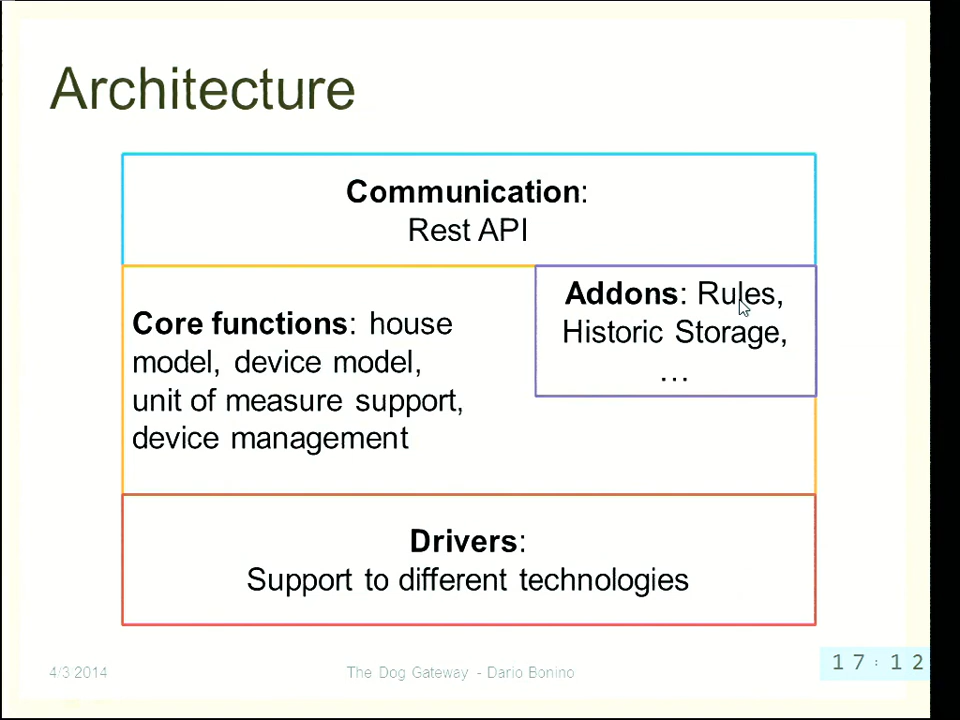 Architecture
Communication:
Rest API
Core functions: house
model, device model,
unit of measure support,
device management
Addons: Rules,
Historic Storage,
…
Drivers:
Support to different technologies
4/3/2014
The Dog Gateway - Dario Bonino
17:12